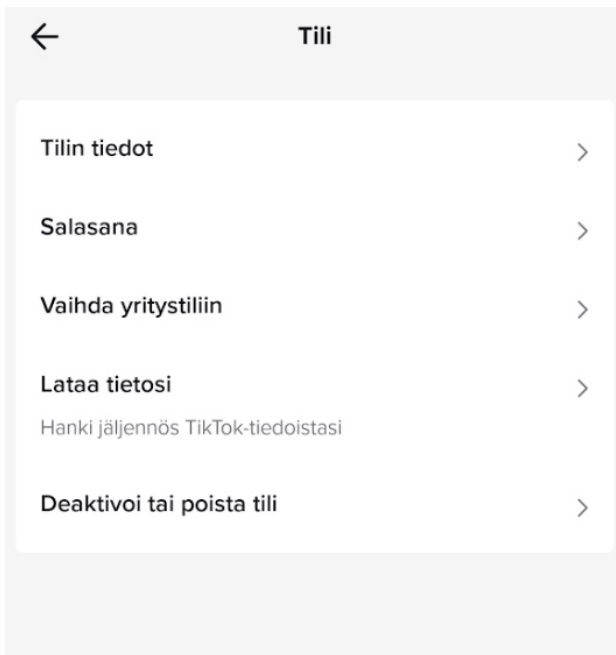 Tili
Tilin tiedot
Salasana
Vaihda yritystiliin
Lataa tietosi
Hanki jäljennös TikTok-tiedoistasi
Deaktivoi tai poista tili